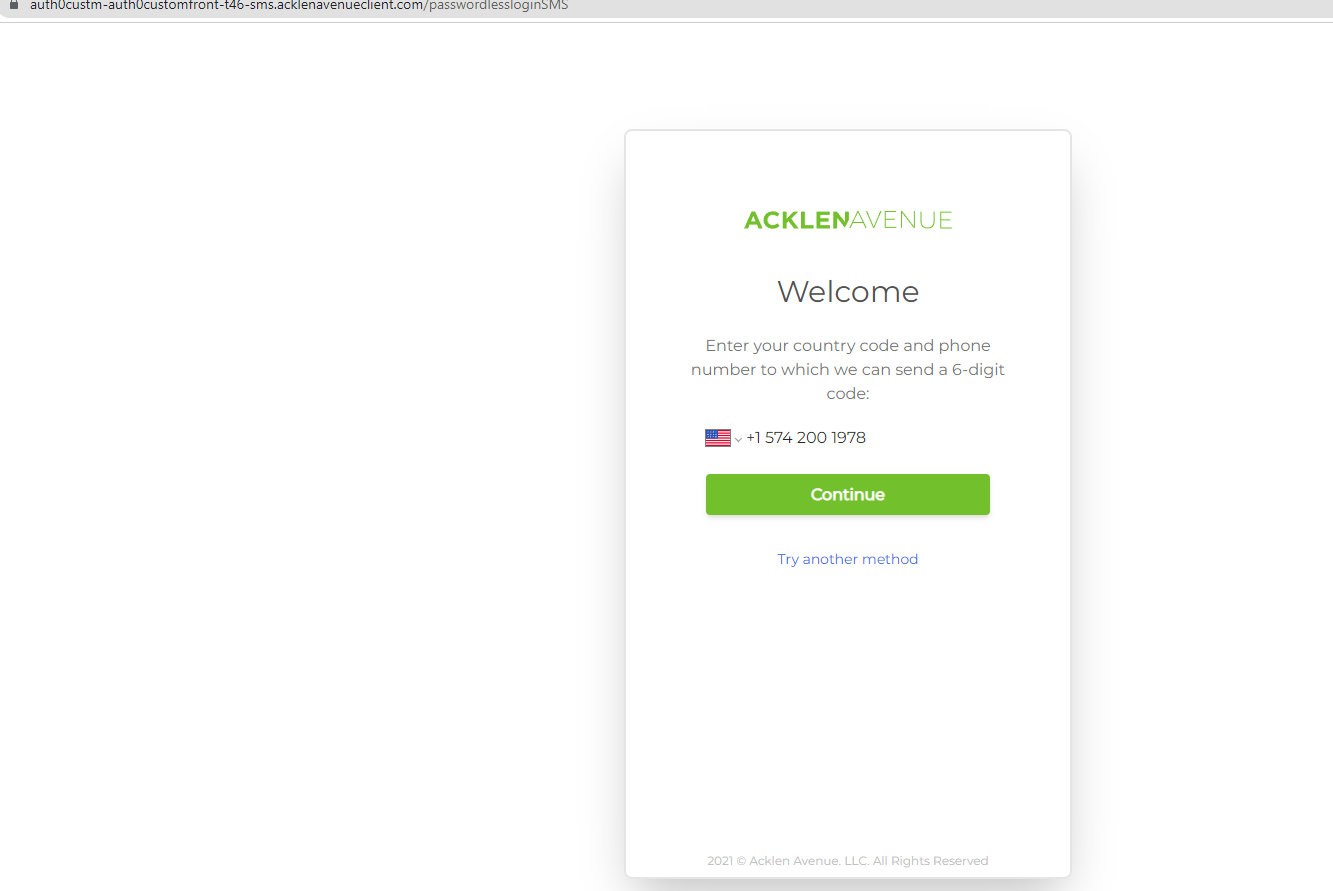 auth0custm-auth0customfront-t46-sms.acklenavenueclient.com/passwordlessloginSMS
ACKLENAVENUE
Welcome
Enter your country code and phone
number to which we can send a 6-digit
code:
+1 574 200 1978
Continue
Try another method
2021 © Acklen Avenue. LLC. All Rights Reserved